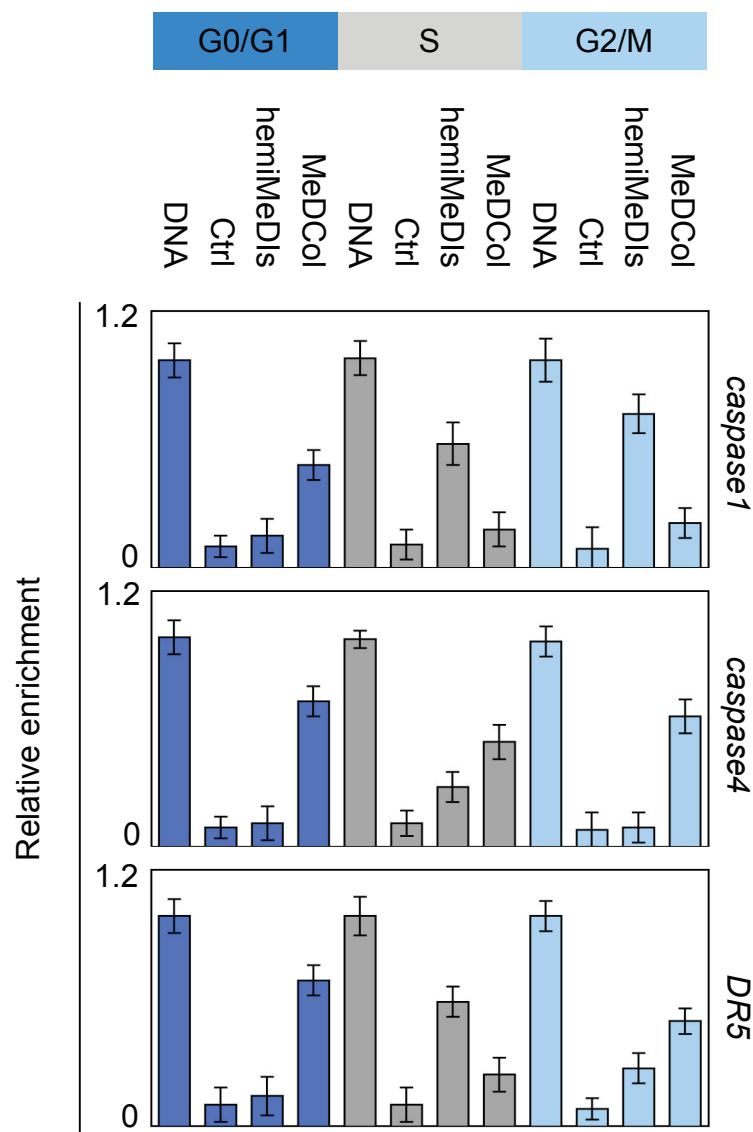 G0/G1 S G2/M
DNA Ctrl hemiMeDIs MeDCol DNA Ctrl hemiMeDIs MeDCol DNA Ctrl hemiMeDIs MeDCol
Relative enrichment
1.2
0
caspase1
1.2
0
caspase4
1.2
0
DR5